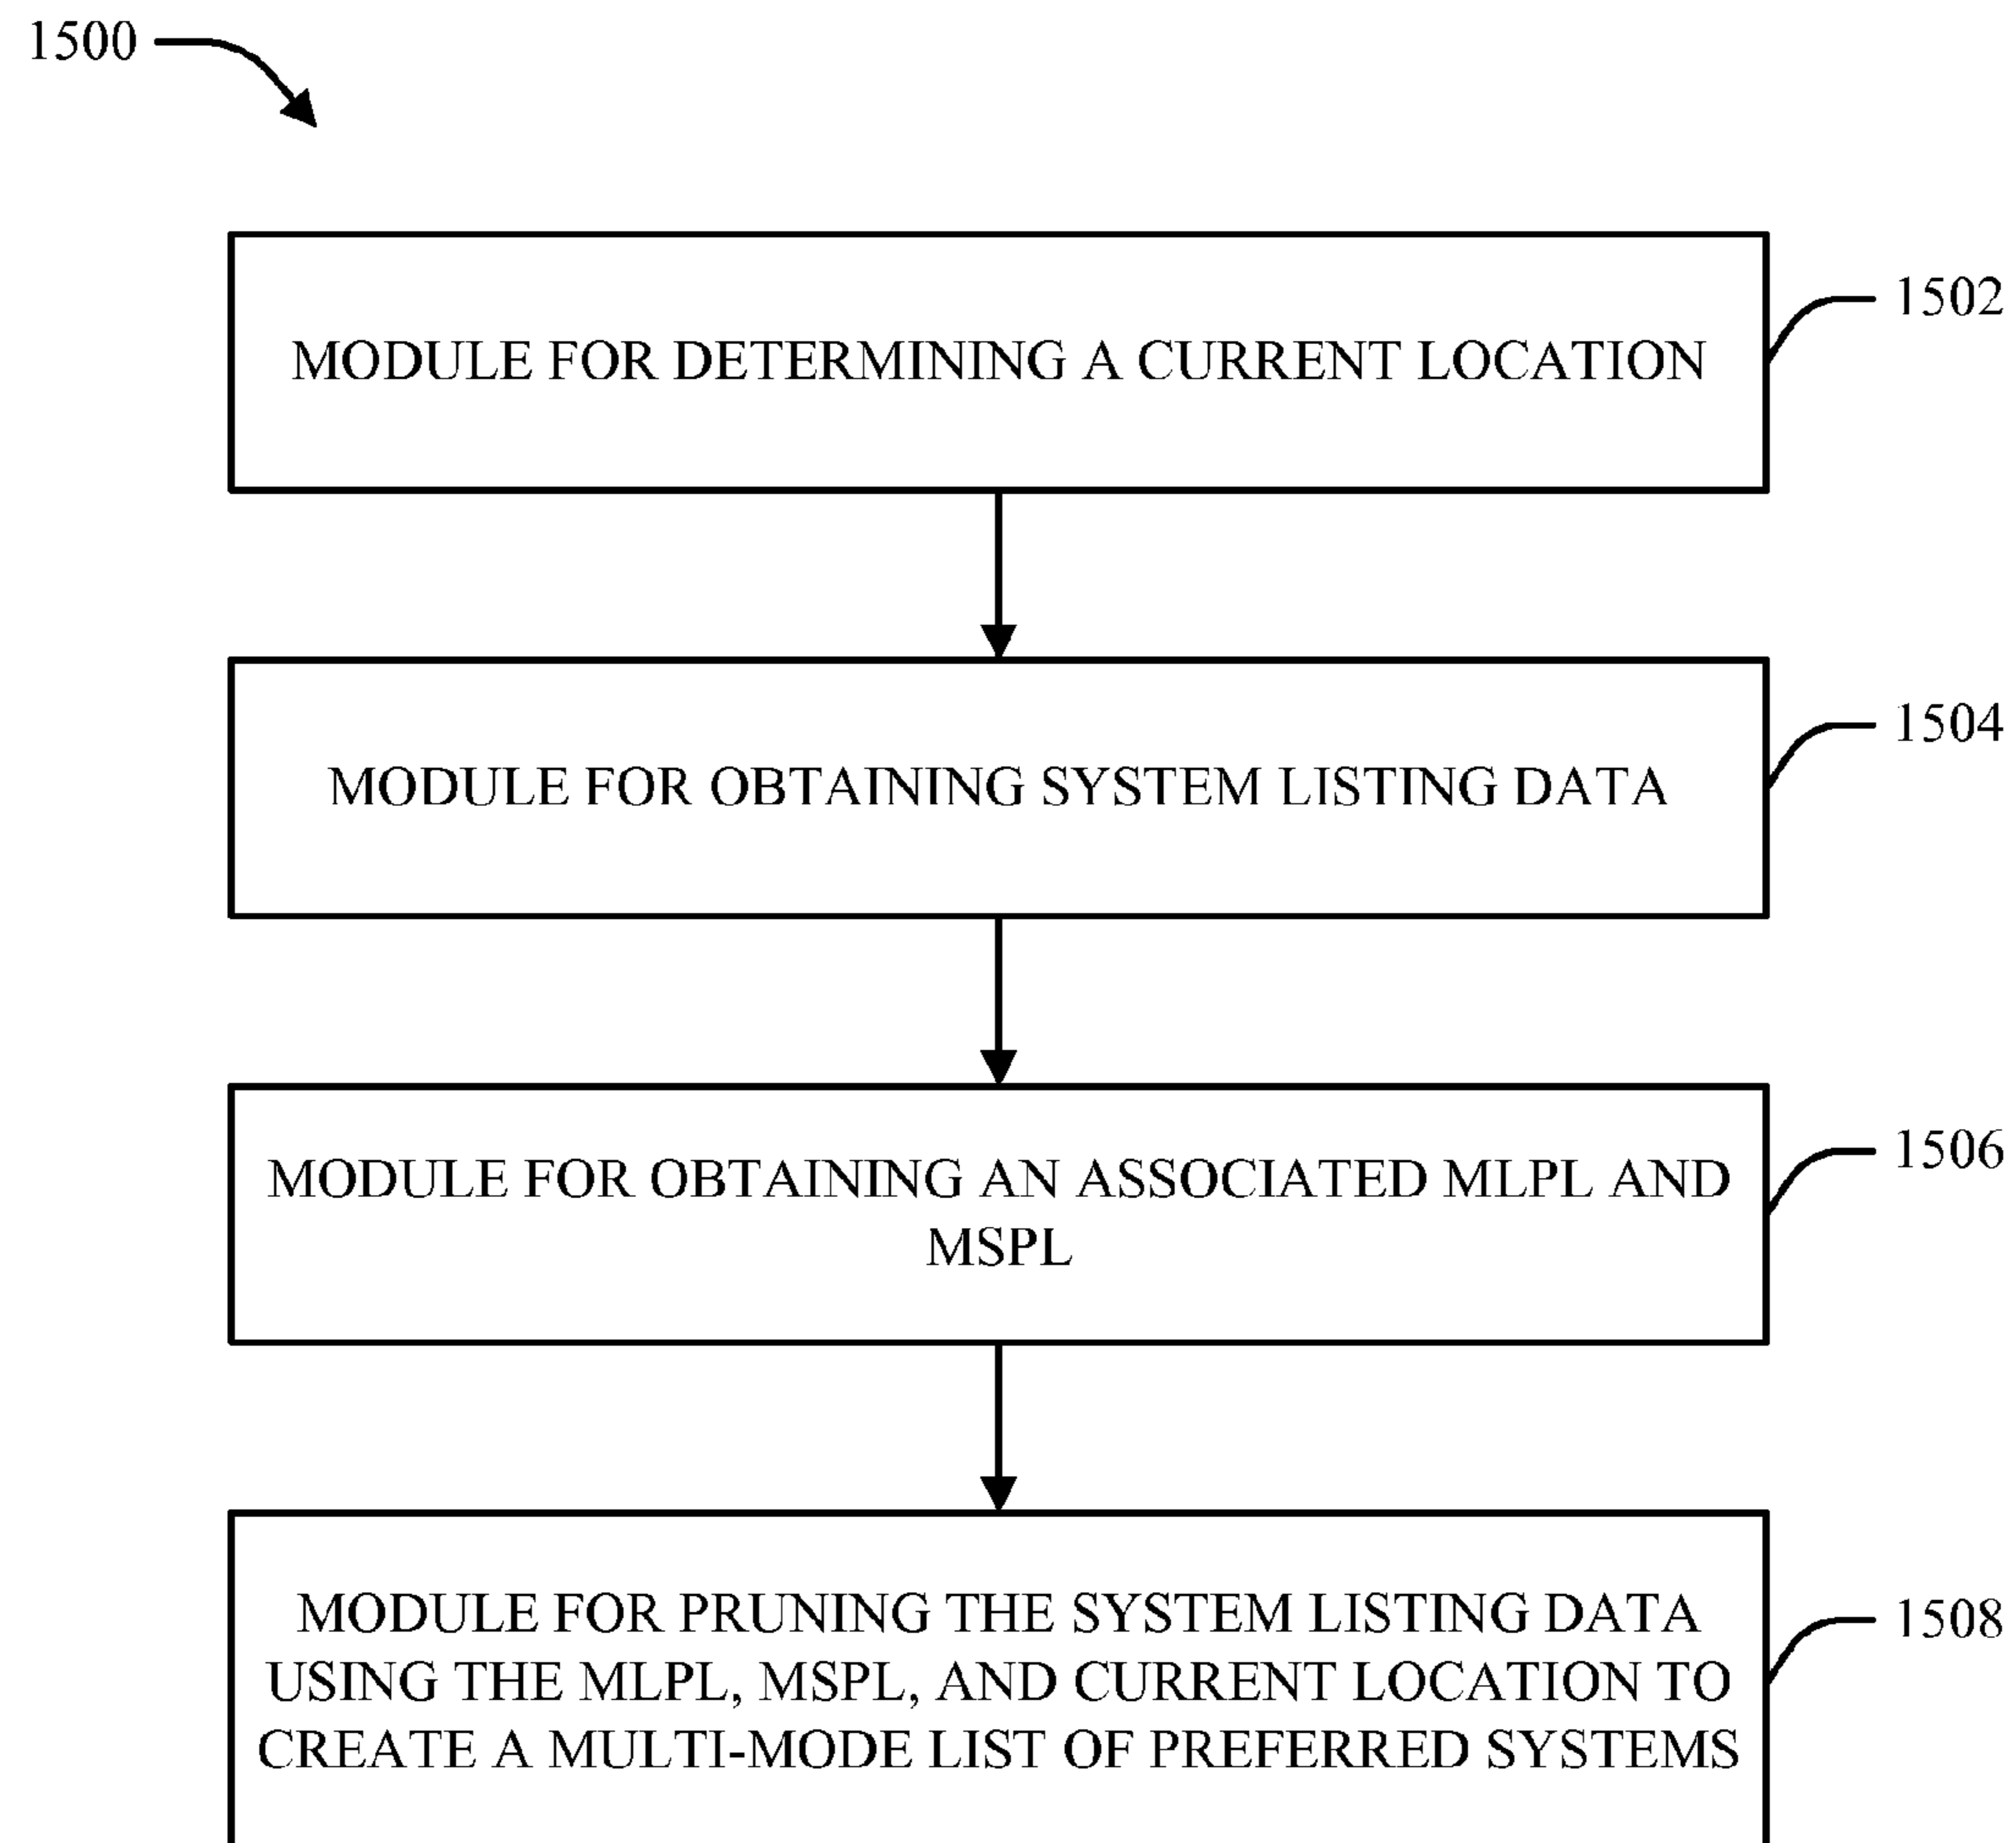 1500
MODULE FOR DETERMINING A CURRENT LOCATION
1502
MODULE FOR OBTAINING SYSTEM LISTING DATA
1504
MODULE FOR OBTAINING AN ASSOCIATED MLPL AND
MSPL
1506
MODULE FOR PRUNING THE SYSTEM LISTING DATA
USING THE MLPL, MSPL, AND CURRENT LOCATION TO
CREATE A MULTI-MODE LIST OF PREFERRED SYSTEMS
1508